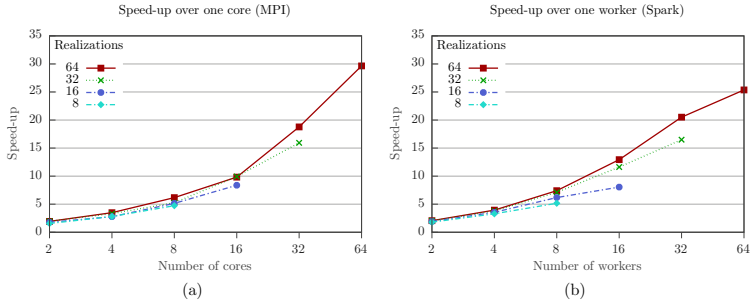 Speed-up over one core (MPI)
35
30
25
20
15
10
5
0
Speed-up
Realizations
64
32
16
8
2 4 8 16 32 64
Number of cores
(a)
Speed-up over one worker (Spark)
35
30
25
20
15
10
5
0
Speed-up
Realizations
64
32
16
8
2 4 8 16 32 64
Number of workers
(b)